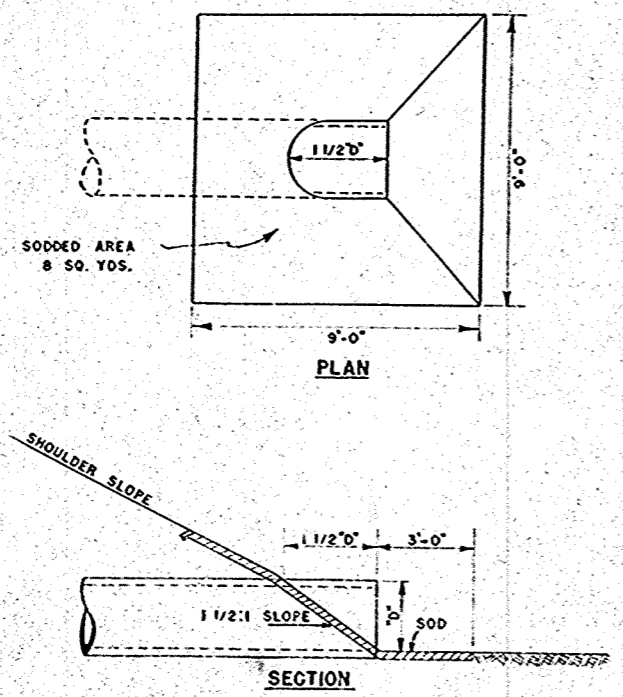 1 1/2"D"
9'-0"
SODDED AREA
8 SQ. YDS.
9'-0"
PLAN
SHOULDER SLOPE
1 1/2"D"
3'-0"
1 1/2:1 SLOPE
"D"
SOD
SECTION